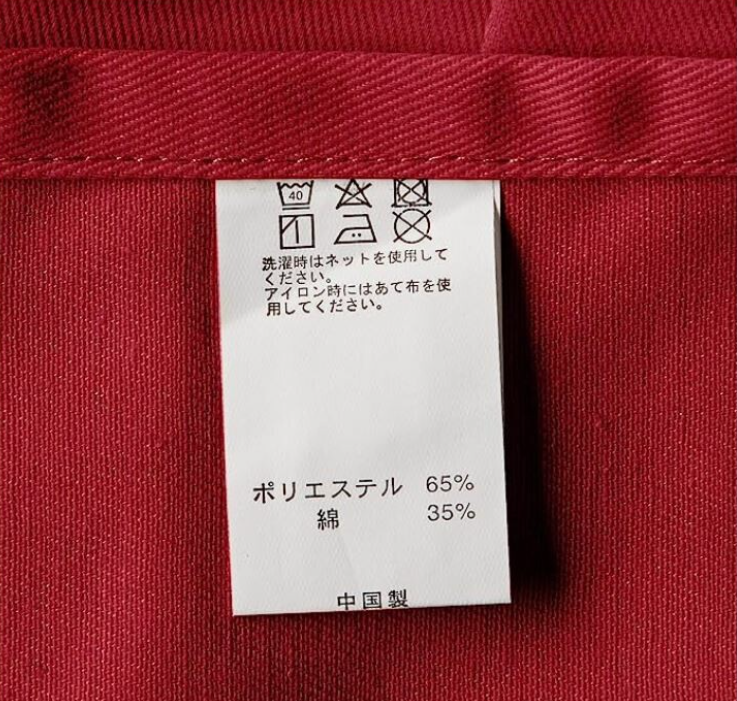 40
洗濯時はネットを使用して
ください。
アイロン時にはあて布を使
用してください。
ポリエステル 65%
綿 35%
中国製